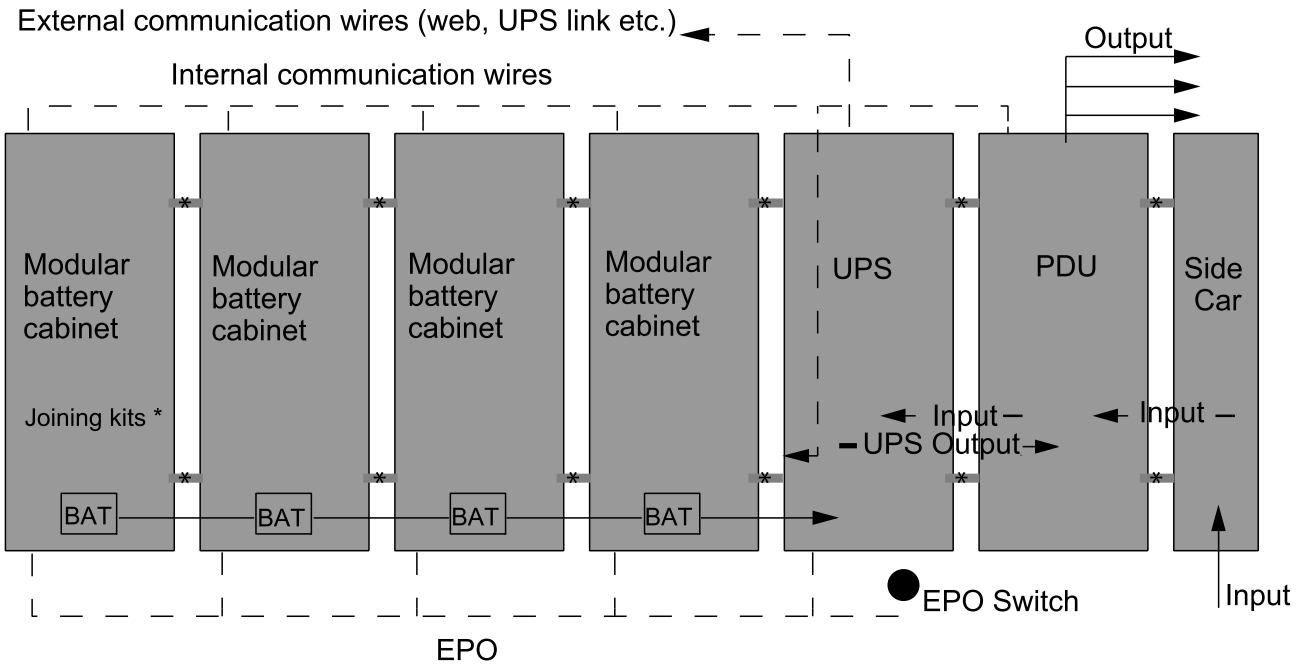 External communication wires (web, UPS link etc.)
Output
Internal communication wires
Modular
battery
cabinet
Modular
battery
cabinet
Modular
battery
cabinet
Modular
battery
cabinet
UPS
PDU
Side
Car
Joining kits *
Input
Input
UPS Output
*
*
*
*
*
*
*
*
*
*
*
*
BAT
BAT
BAT
BAT
EPO Switch
Input
EPO